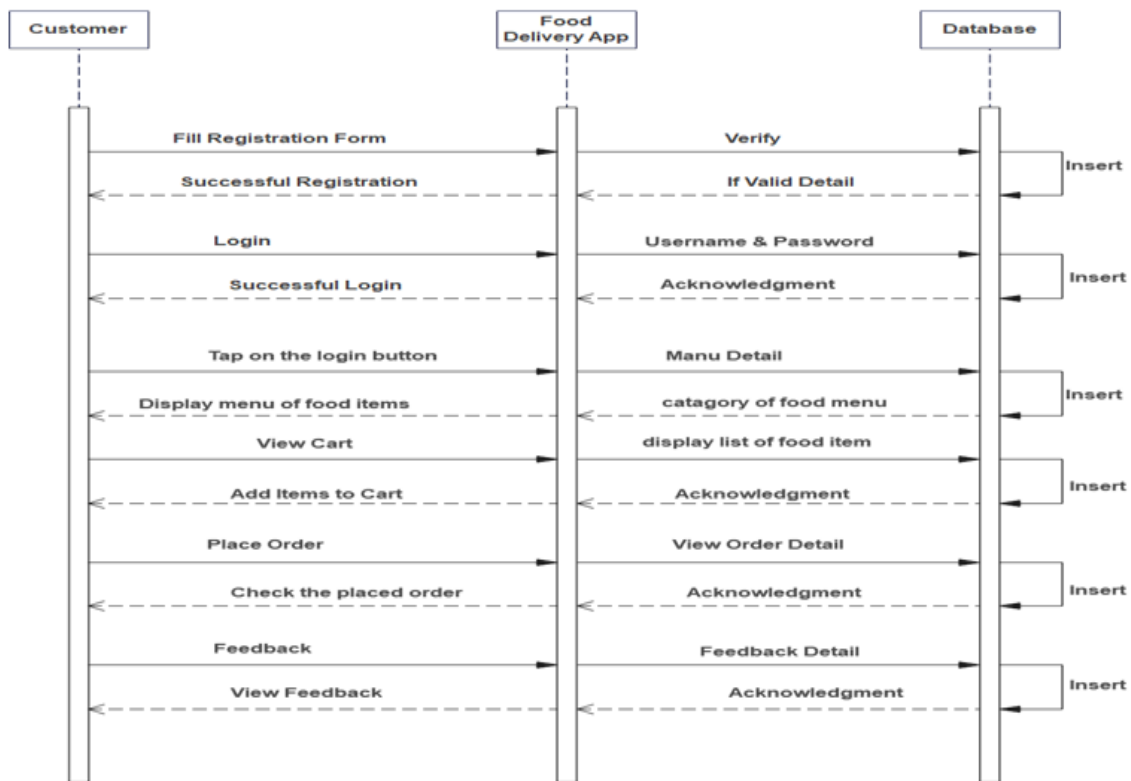 Customer
Food
Delivery App
Database
Fill Registration Form
Verify
Insert
Successful Registration
If Valid Detail
Login
Username & Password
Insert
Successful Login
Acknowledgment
Tap on the login button
Manu Detail
Insert
Display menu of food items
catagory of food menu
View Cart
display list of food item
Insert
Add Items to Cart
Acknowledgment
Place Order
View Order Detail
Insert
Check the placed order
Acknowledgment
Feedback
Feedback Detail
Insert
View Feedback
Acknowledgment